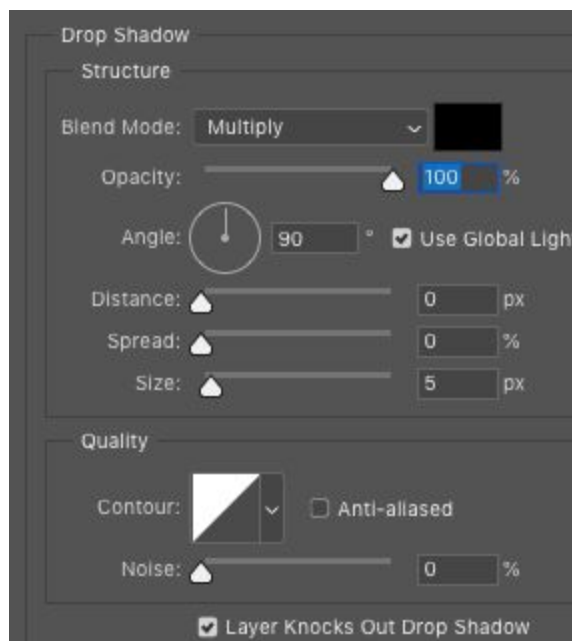 Drop Shadow
Structure
Blend Mode: Multiply
Opacity: 100 %
Angle: 90 ° Use Global Ligh
Distance: 0 px
Spread: 0 %
Size: 5 px
Quality
Contour: Anti-aliased
Noise: 0 %
Layer Knocks Out Drop Shadow